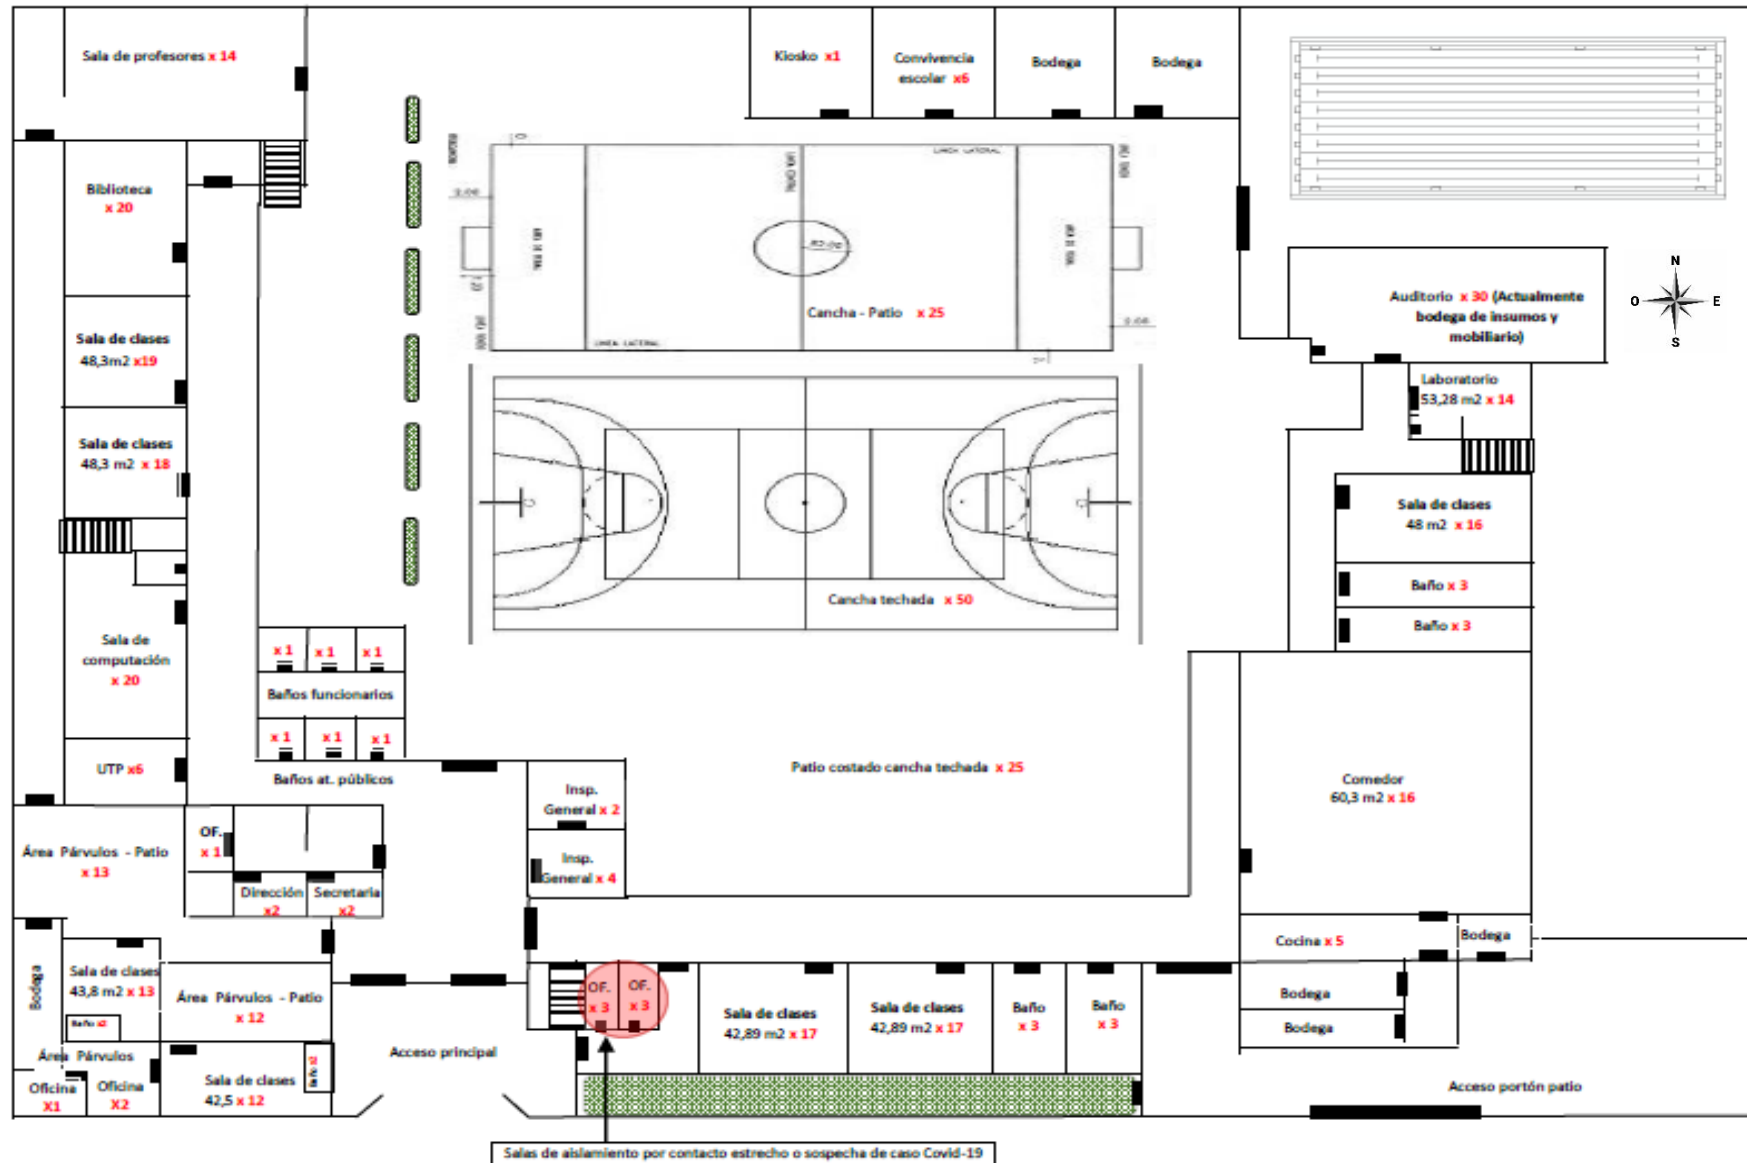 Sala de profesores x 14
Kiosko x1
Convivencia
escolar x6
Bodega
Bodega
Biblioteca
x 20
LINEA LATERAL
Cancha - Patio x 25
LINEA LATERAL
Auditorio x 30 (Actualmente
bodega de insumos y
mobiliario)
N
O
E
S
Sala de clases
48,3m2 x19
Laboratorio
53,28 m2 x 14
Sala de clases
48,3 m2 x 18
Sala de clases
48 m2 x 16
Baño x 3
Baño x 3
Cancha techada x 50
Sala de
computación
x 20
x 1
x 1
x 1
Baños funcionarios
x 1
x 1
x 1
Baños at. públicos
UTP x6
Patio costado cancha techada x 25
Insp.
General x 2
Comedor
60,3 m2 x 16
OF.
x 1
Área Párvulos - Patio
x 13
Insp.
General x 4
Dirección
x2
Secretaria
x2
Cocina x 5
Bodega
Bodega
Sala de clases
43,8 m2 x 13
Baño x2
Área Párvulos - Patio
x 12
OF.
x 3
OF.
x 3
Sala de clases
42,89 m2 x 17
Sala de clases
42,89 m2 x 17
Baño
x 3
Baño
x 3
Bodega
Bodega
Área Párvulos
Oficina
X1
Oficina
X2
Sala de clases
42,5 x 12
Acceso principal
Acceso portón patio
Salas de aislamiento por contacto estrecho o sospecha de caso Covid-19